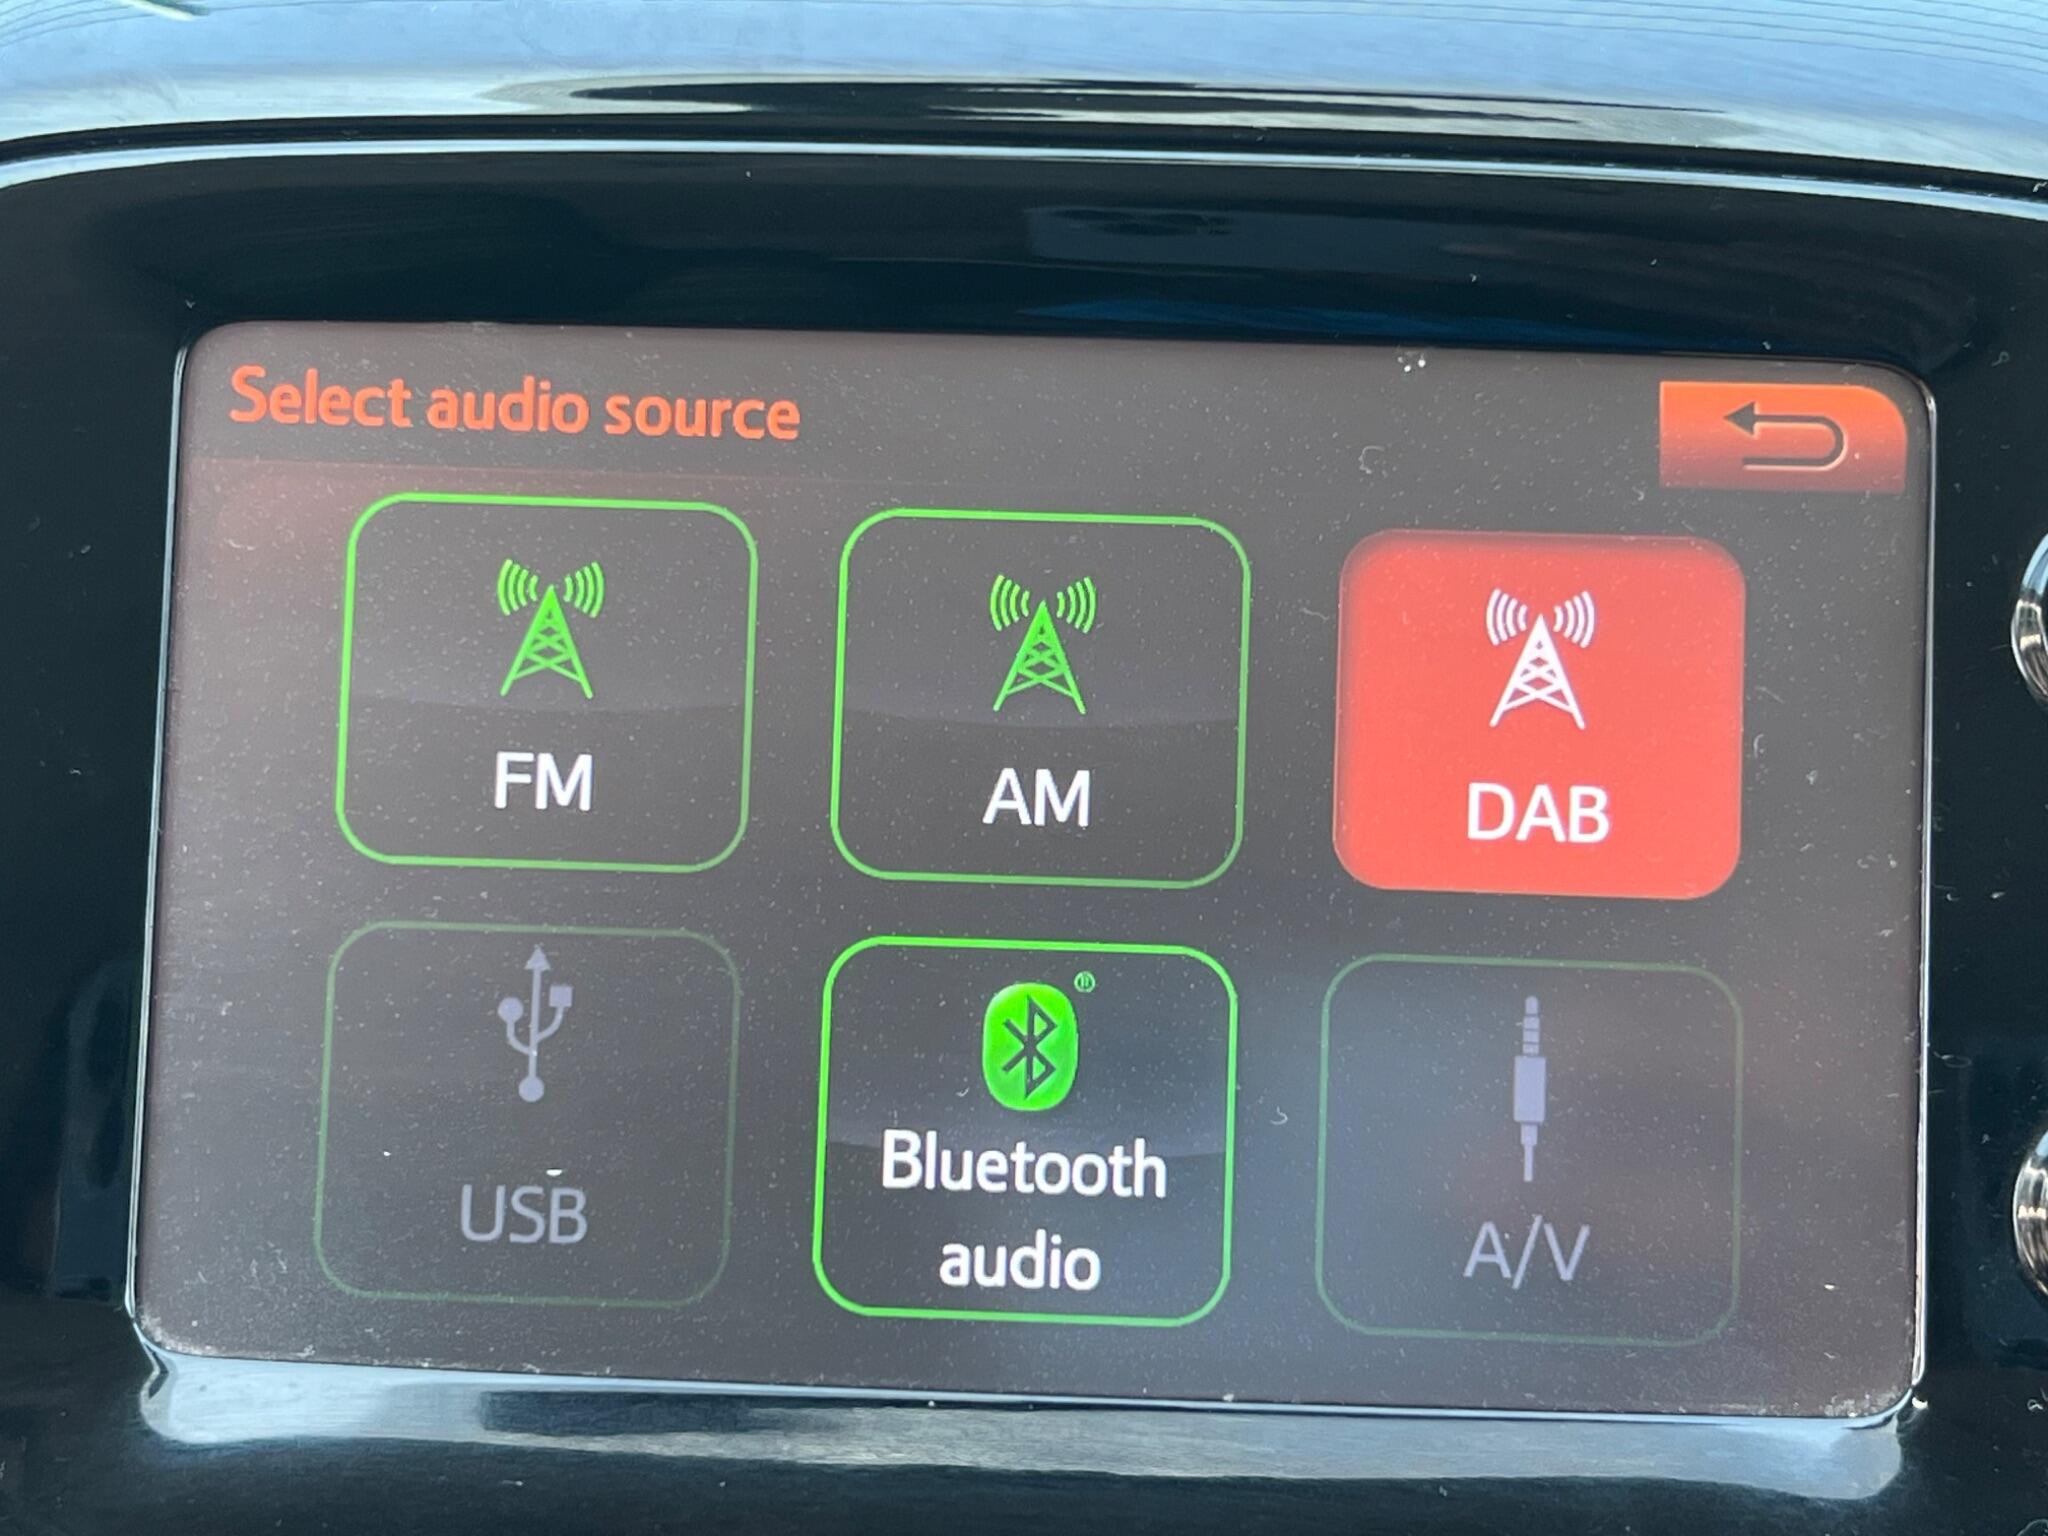 Select audio source
FM
AM
DAB
USB
Bluetooth
audio
A/V